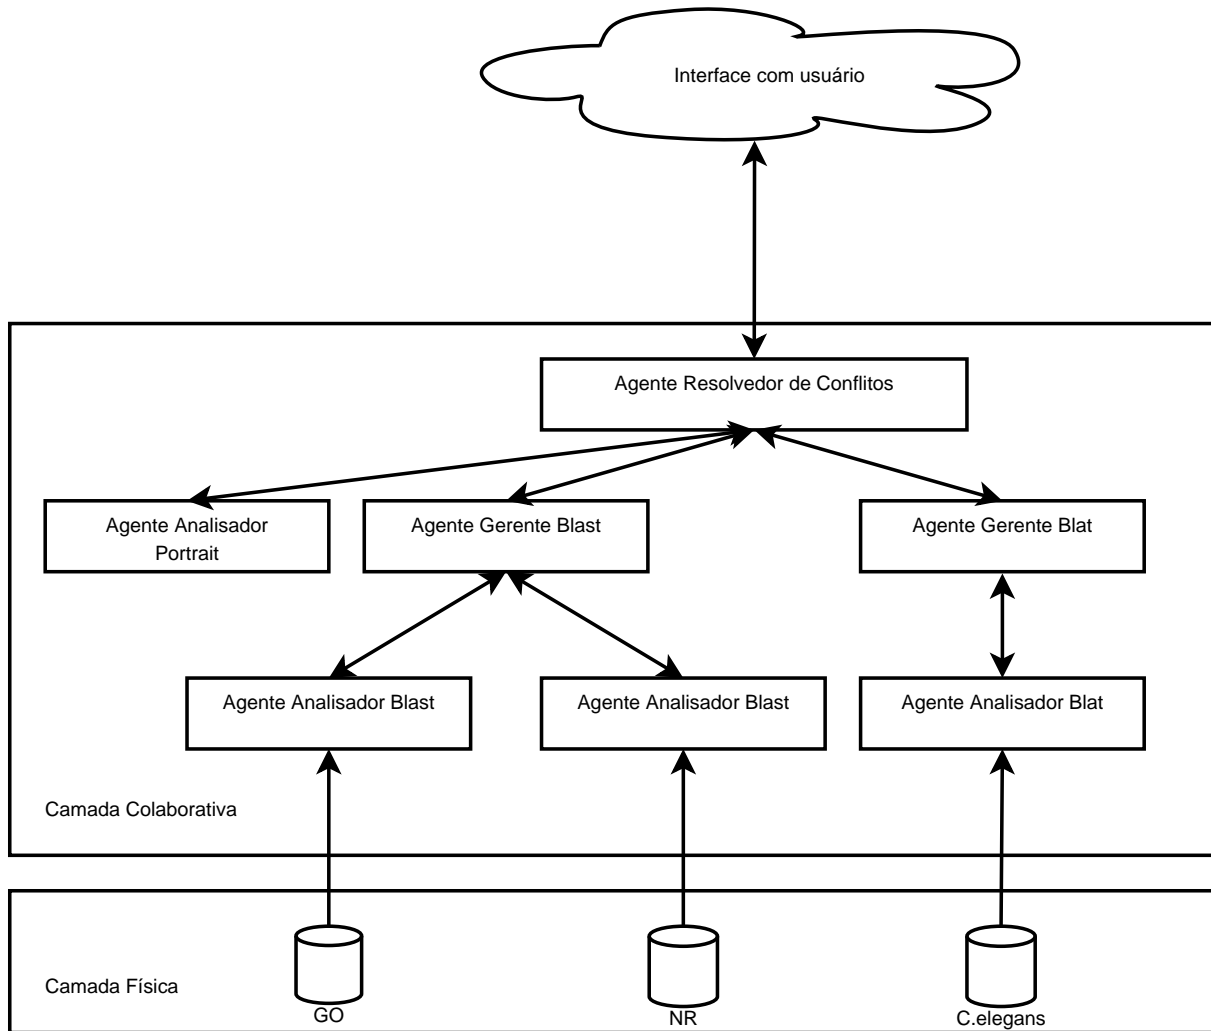 Interface com usuário
Agente Resolvedor de Conflitos
Agente Analisador
Portrait
Agente Gerente Blast
Agente Gerente Blat
Agente Analisador Blast
Agente Analisador Blast
Agente Analisador Blat
Camada Colaborativa
Camada Física
GO
NR
C.elegans